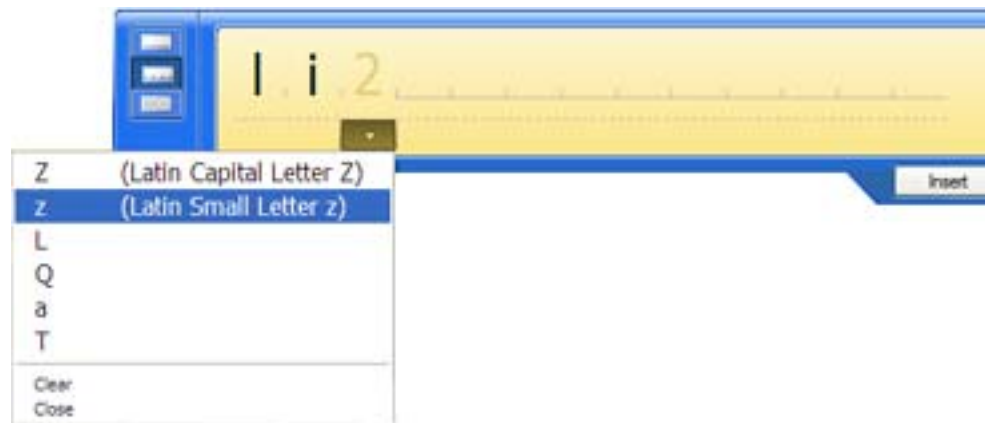 l i 2
Z (Latin Capital Letter Z)
z (Latin Small Letter z)
Insert
L
Q
a
T
Clear
Close